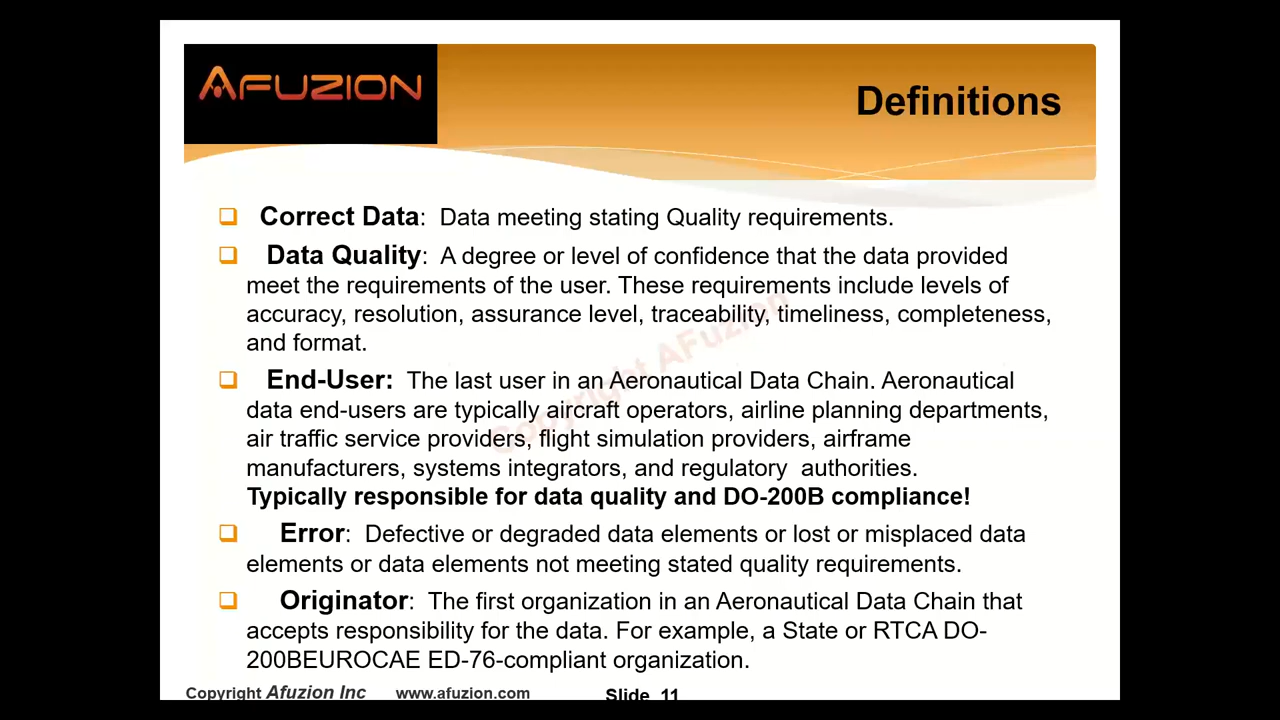 AFUZION
Definitions
Correct Data: Data meeting stating Quality requirements.
Data Quality: A degree or level of confidence that the data provided
meet the requirements of the user. These requirements include levels of
accuracy, resolution, assurance level, traceability, timeliness, completeness,
and format.
End-User: The last user in an Aeronautical Data Chain. Aeronautical
data end-users are typically aircraft operators, airline planning departments,
air traffic service providers, flight simulation providers, airframe
manufacturers, systems integrators, and regulatory authorities.
Typically responsible for data quality and DO-200B compliance!
Error: Defective or degraded data elements or lost or misplaced data
elements or data elements not meeting stated quality requirements.
Originator: The first organization in an Aeronautical Data Chain that
accepts responsibility for the data. For example, a State or RTCA DO-
200BEUROCAE ED-76-compliant organization.
Copyright AFuzion
Copyright Afuzion Inc www.afuzion.com Slide 11